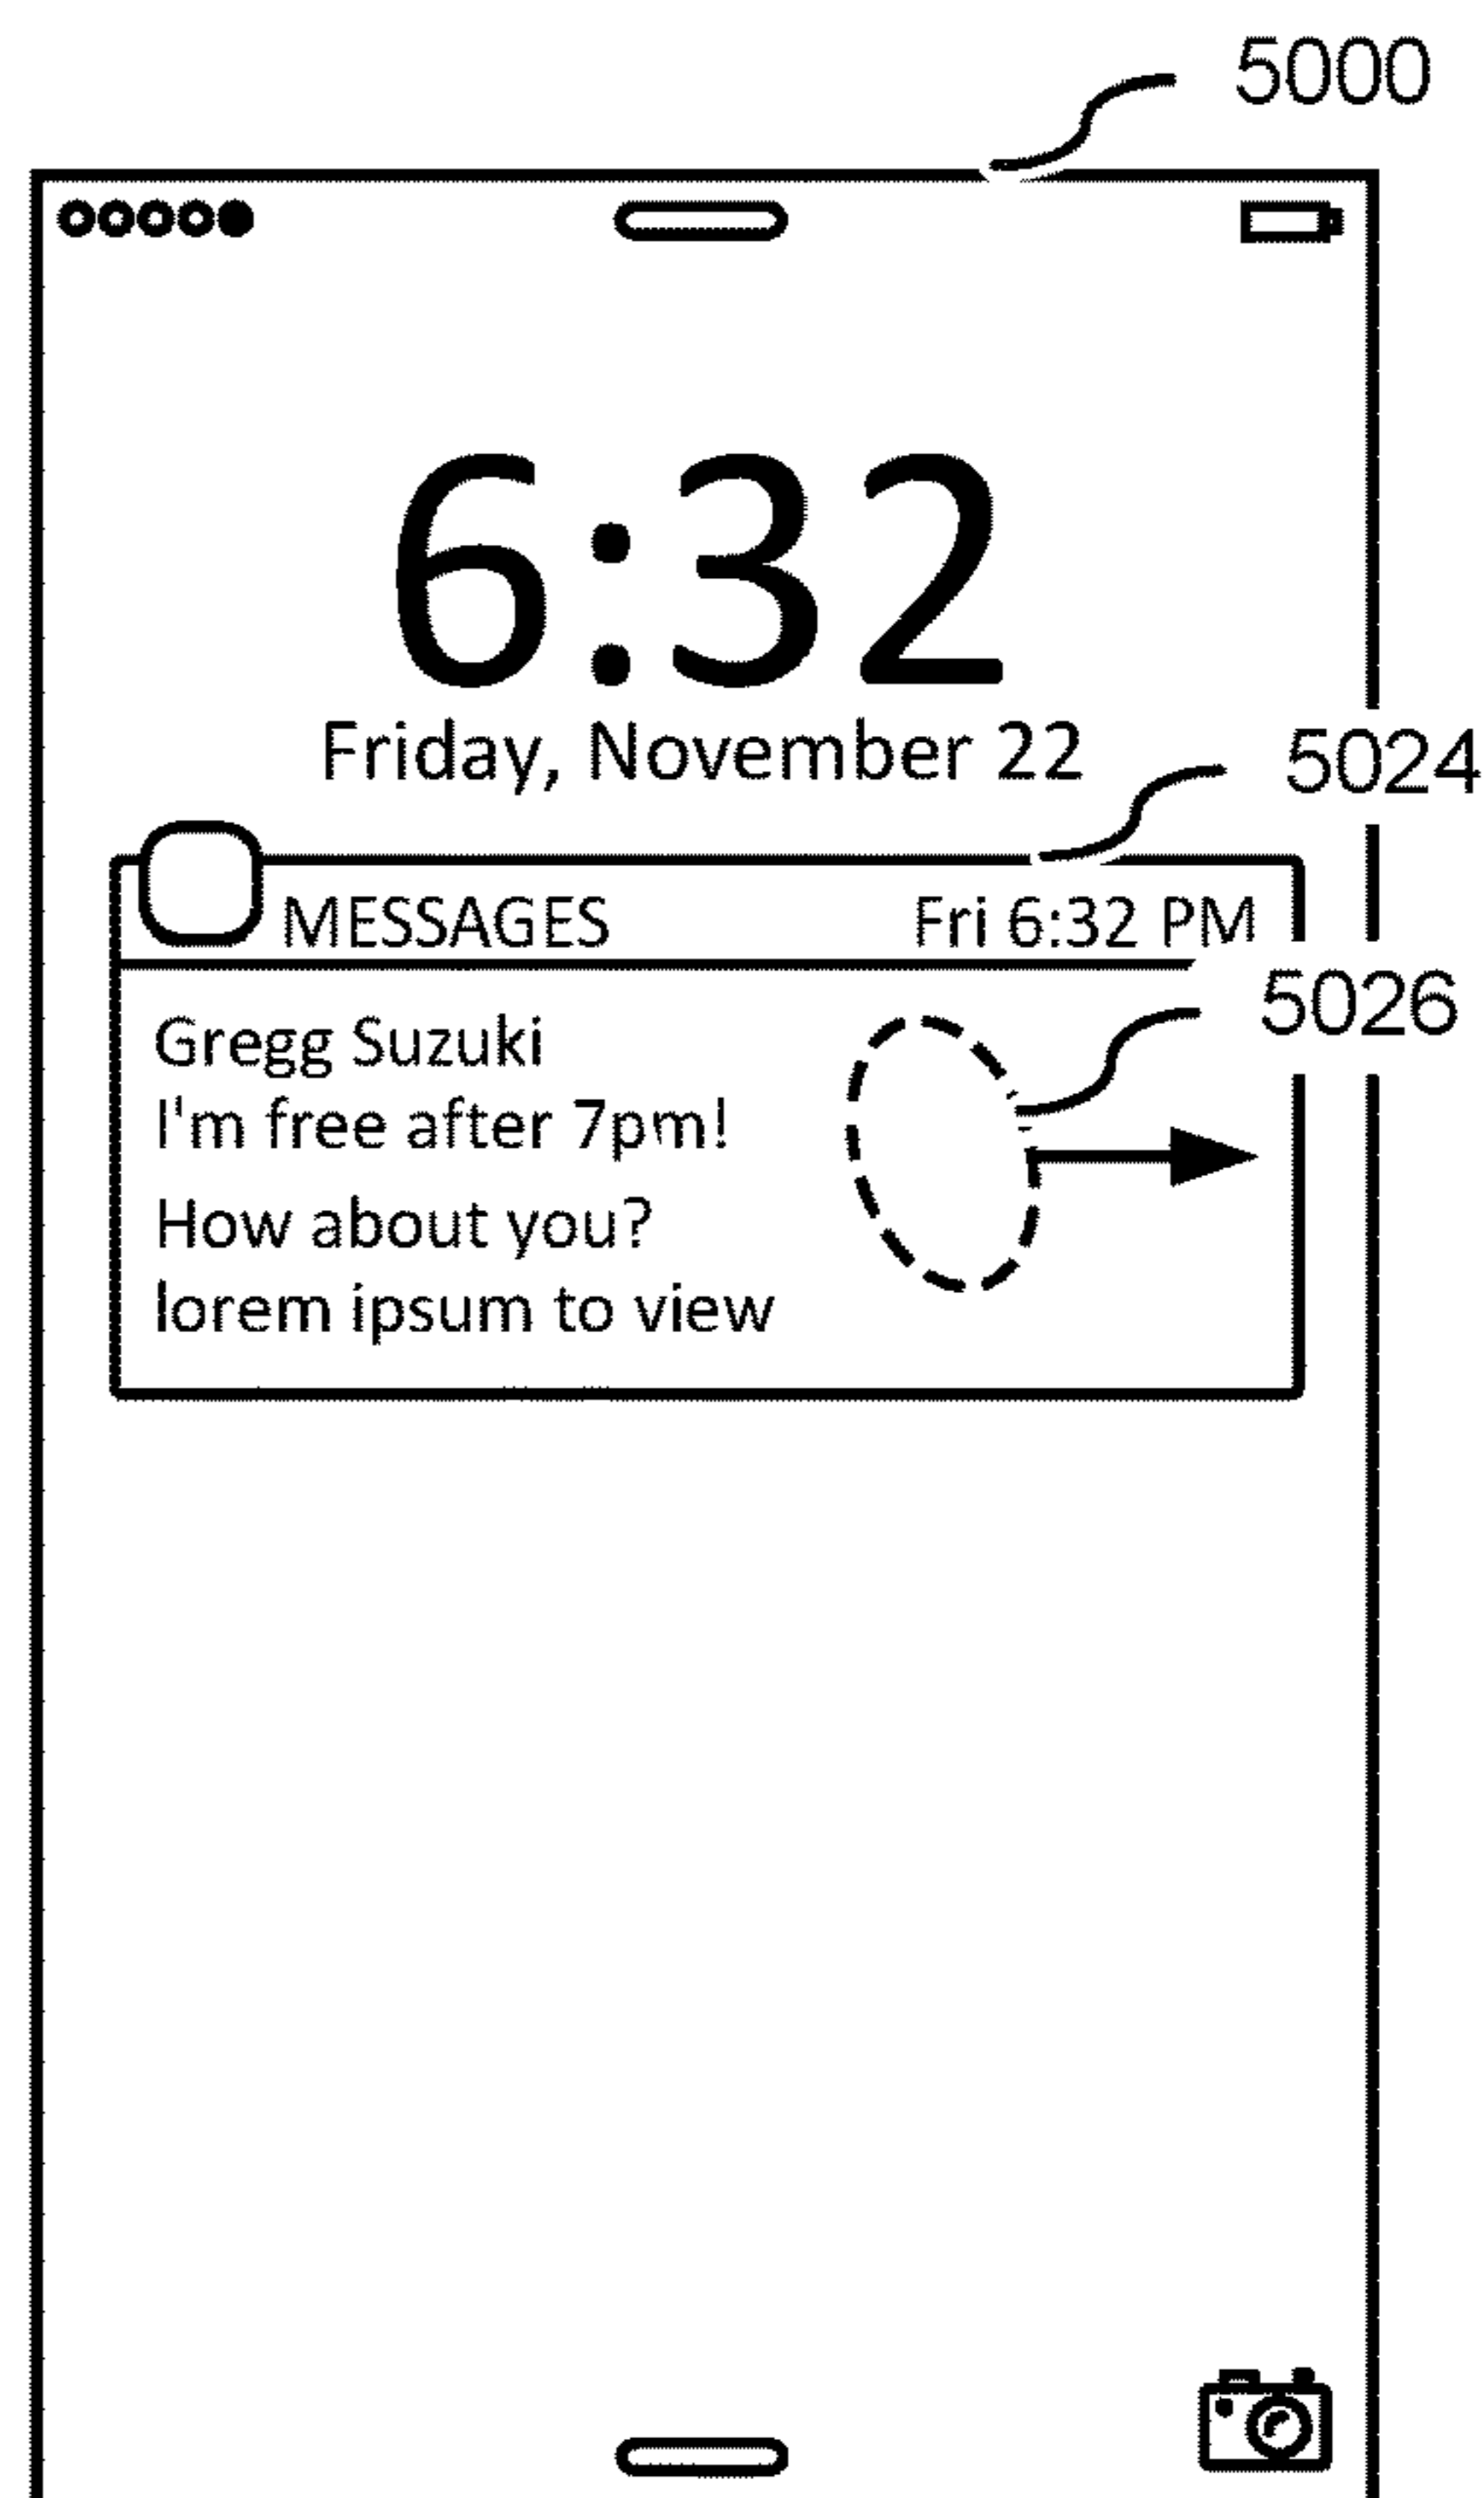 5000
6:32
Friday, November 22
5024
MESSAGES Fri 6:32 PM
5026
Gregg Suzuki
I'm free after 7pm!
How about you?
lorem ipsum to view